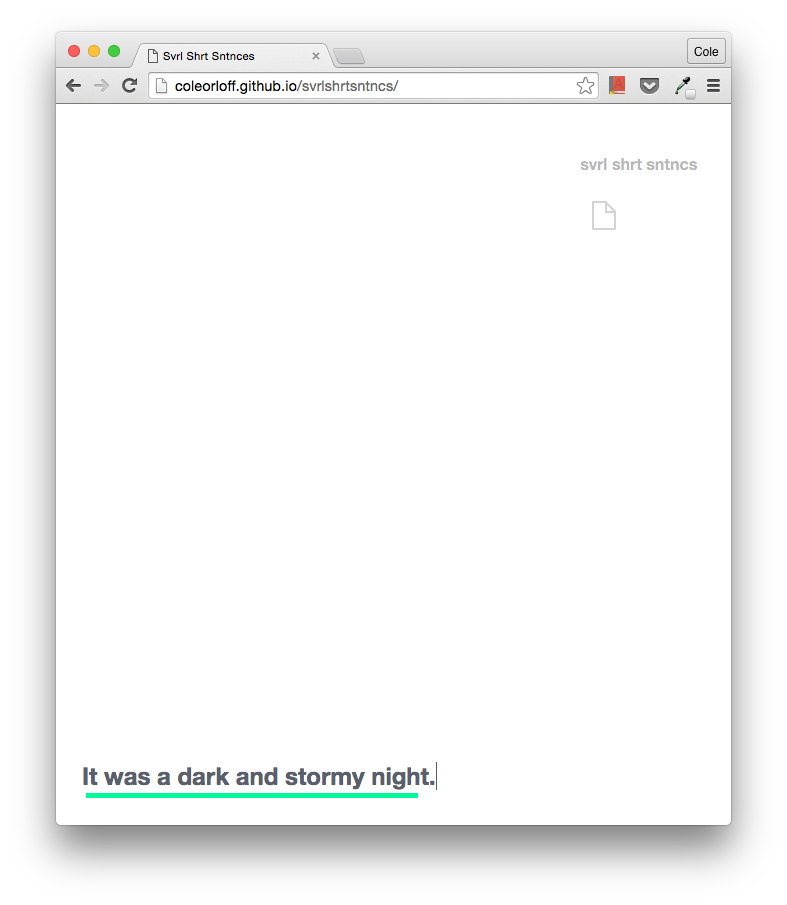 Svrl Shrt Sntnces
Cole
coleorloff.github.io/svrlshrtsntncs/
svrl shrt sntncs
It was a dark and stormy night.